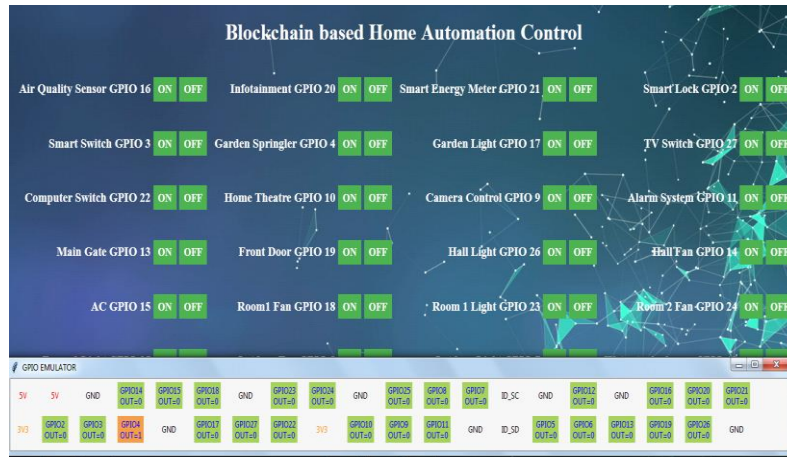 Blockchain based Home Automation Control
Air Quality Sensor GPIO 16 ON OFF Infotainment GPIO 20 ON OFF Smart Energy Meter GPIO 21 ON OFF Smart Lock GPIO 2 ON OFF
Smart Switch GPIO 3 ON OFF Garden Springler GPIO 4 ON OFF Garden Light GPIO 17 ON OFF TV Switch GPIO 27 ON OFF
Computer Switch GPIO 22 ON OFF Home Theatre GPIO 10 ON OFF Camera Control GPIO 9 ON OFF Alarm System GPIO 11 ON OFF
Main Gate GPIO 13 ON OFF Front Door GPIO 19 ON OFF Hall Light GPIO 26 ON OFF Hall Fan GPIO 14 ON OFF
AC GPIO 15 ON OFF Room1 Fan GPIO 18 ON OFF Room 1 Light GPIO 23 ON OFF Room 2 Fan GPIO 24 ON OFF
GPIO EMULATOR
5V 5V GND GPIO14 GPIO15 GPIO18 GND GPIO23 GPIO24 GND GPIO25 GPIO8 GPIO7 ID_SC GND GPIO12 GND GPIO16 GPIO20 GPIO21
OUT=0 OUT=0 OUT=0 OUT=0 OUT=0 OUT=0 OUT=0 OUT=0 OUT=0 OUT=0 OUT=0 OUT=0
3V3 GPIO2 GPIO3 GPIO4 GND GPIO17 GPIO27 GPIO22 3V3 GPIO10 GPIO9 GPIO11 GND ID_SD GPIO5 GPIO6 GPIO13 GPIO19 GPIO26 GND
OUT=0 OUT=0 OUT=1 OUT=0 OUT=0 OUT=0 OUT=0 OUT=0 OUT=0 OUT=0 OUT=0 OUT=0 OUT=0 OUT=0